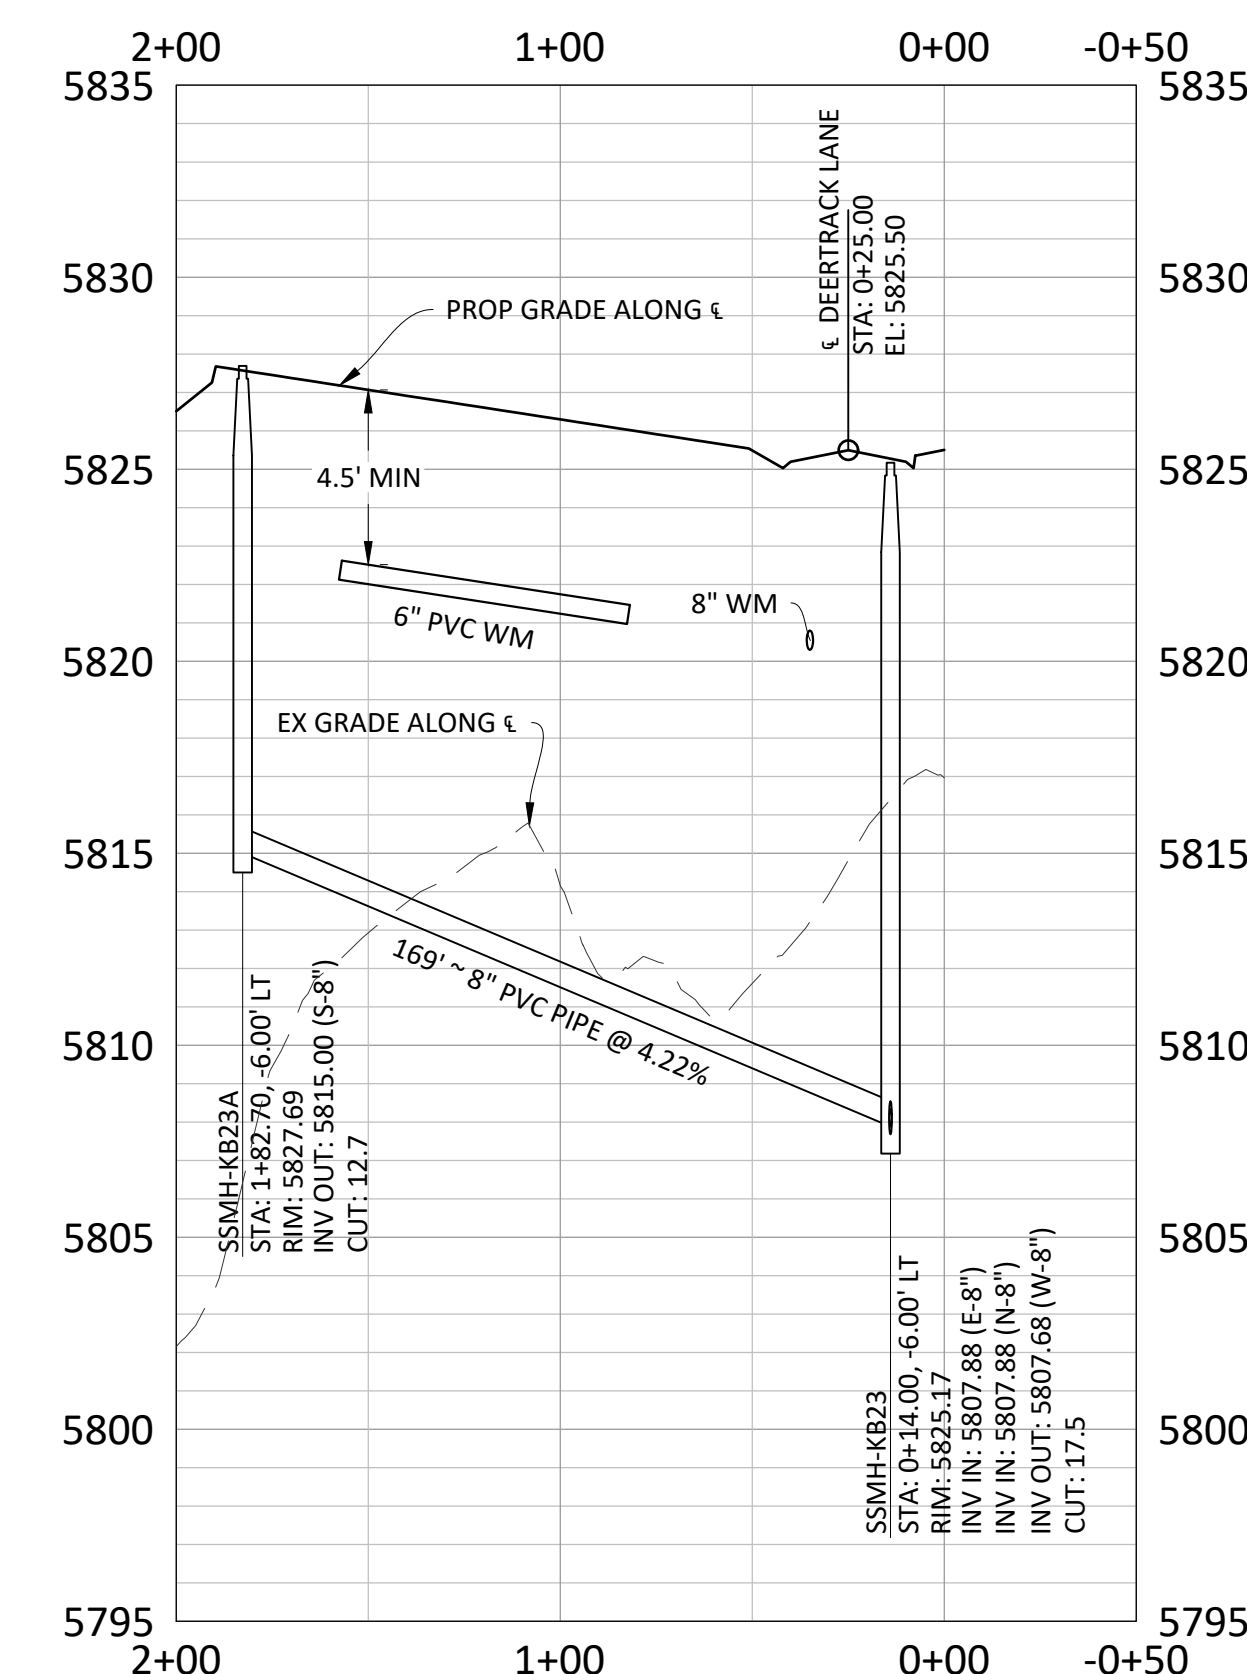 2+00 1+00 0+00 -0+50
5835 5835
5830 5830
5825 5825
5820 5820
5815 5815
5810 5810
5805 5805
5800 5800
5795 5795
2+00 1+00 0+00 -0+50
℄ DEERTRACK LANE
STA: 0+25.00
EL: 5825.50
PROP GRADE ALONG ℄
4.5' MIN
6" PVC WM
8" WM
EX GRADE ALONG ℄
169' ~ 8" PVC PIPE @ 4.22%
SSMH-KB23A
STA: 1+82.70, -6.00' LT
RIM: 5827.69
INV OUT: 5815.00 (S-8")
CUT: 12.7
SSMH-KB23
STA: 0+14.00, -6.00' LT
RIM: 5825.17
INV IN: 5807.88 (E-8")
INV IN: 5807.88 (N-8")
INV OUT: 5807.68 (W-8")
CUT: 17.5